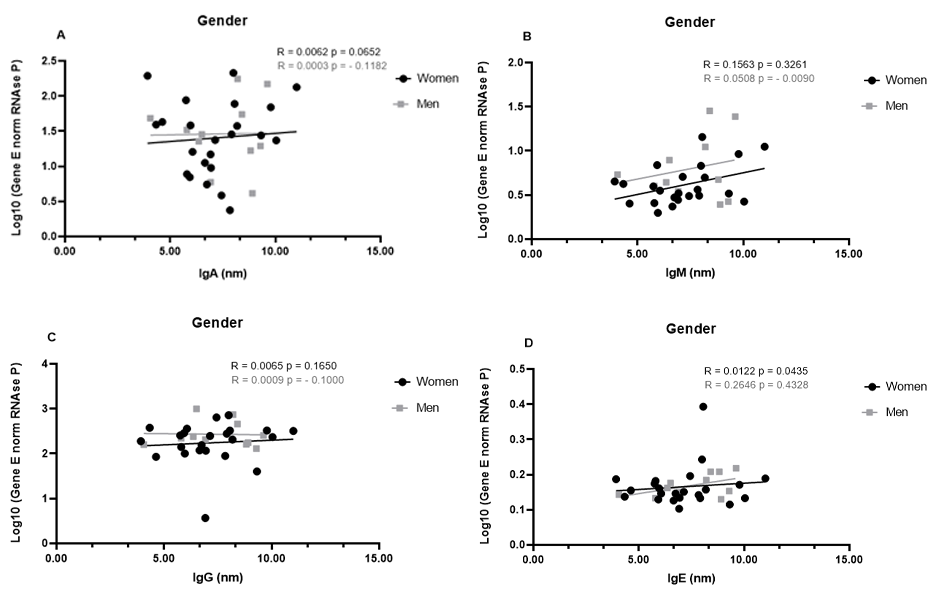 Gender
A
R = 0.0062 p = 0.0652
R = 0.0003 p = - 0.1182
Women
Men
Log10 (Gene E norm RNAse P)
2.5
2.0
1.5
1.0
0.5
0.0
0.00 5.00 10.00 15.00
IgA (nm)
Gender
B
R = 0.1563 p = 0.3261
R = 0.0508 p = - 0.0090
Women
Men
Log10 (Gene E norm RNAse P)
2.0
1.5
1.0
0.5
0.0
0.00 5.00 10.00 15.00
IgM (nm)
Gender
C
R = 0.0065 p = 0.1650
R = 0.0009 p = - 0.1000
Women
Men
Log10 (Gene E norm RNAse P)
4
3
2
1
0
0.00 5.00 10.00 15.00
IgG (nm)
Gender
D
R = 0.0122 p = 0.0435
R = 0.2646 p = 0.4328
Women
Men
Log10 (Gene E norm RNAse P)
0.5
0.4
0.3
0.2
0.1
0.0
0.00 5.00 10.00 15.00
IgE (nm)